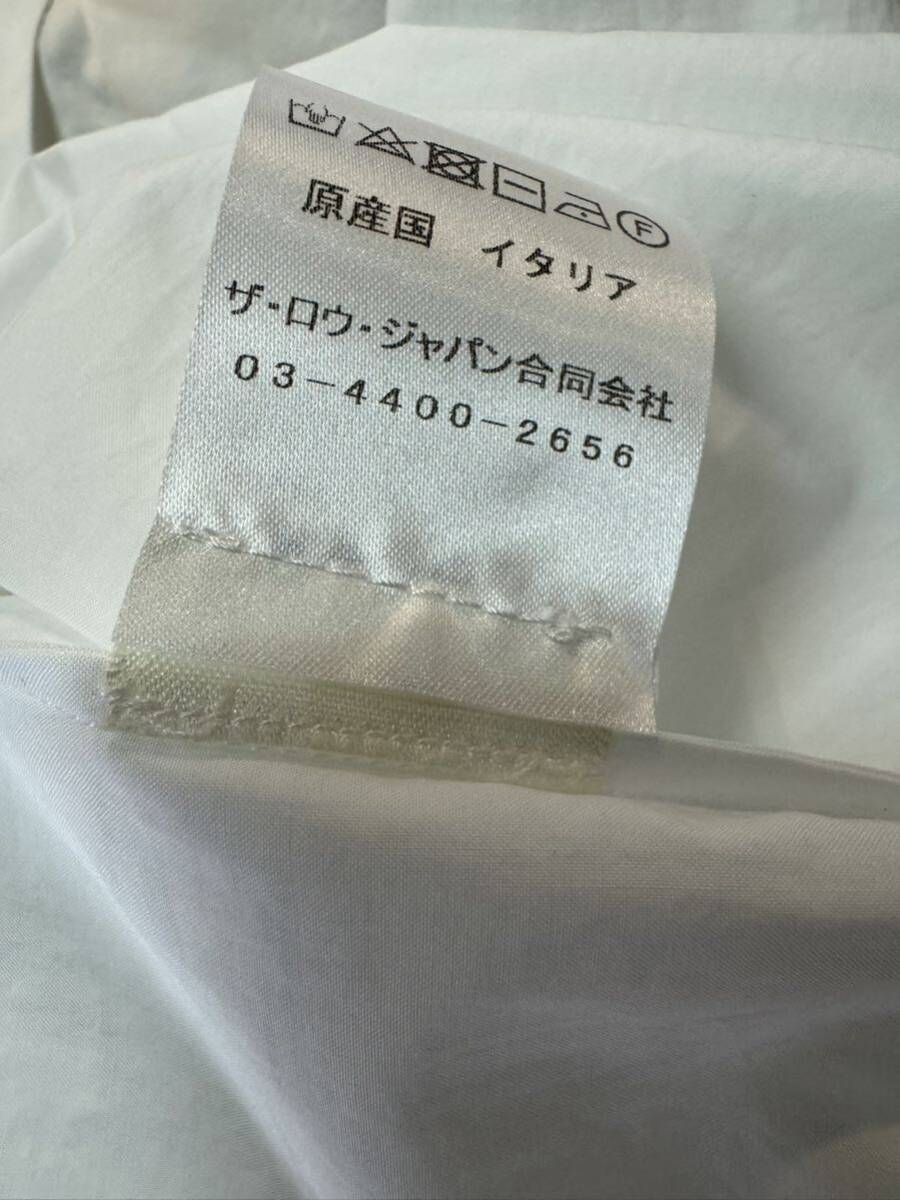 F
原産国 イタリア
ザ・ロウ・ジャパン合同会社
03-4400-2656